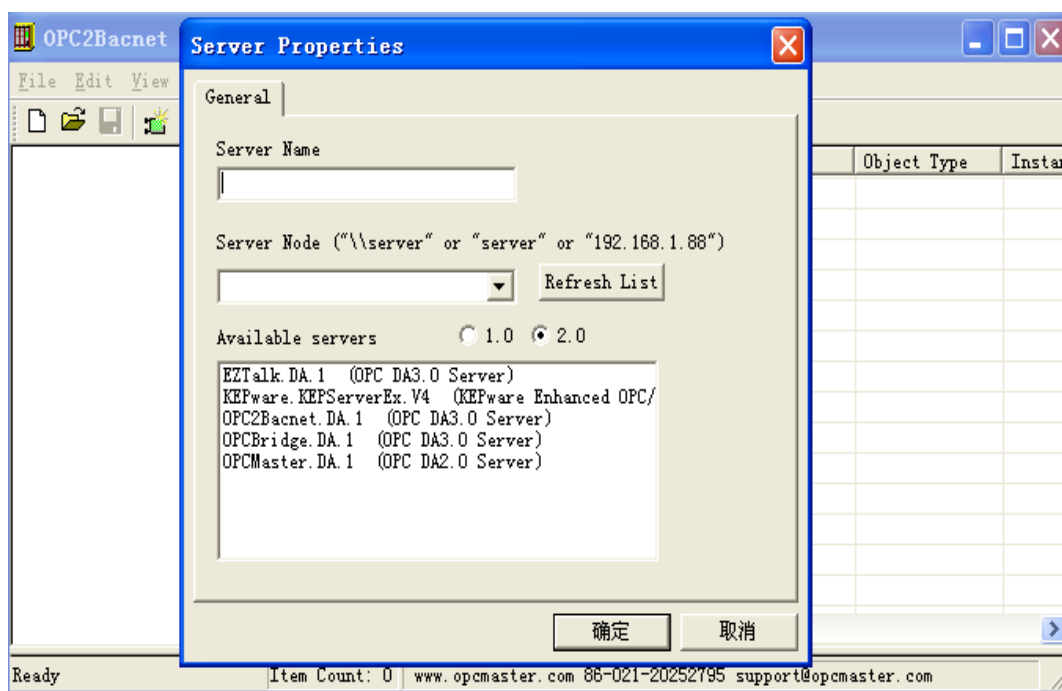 OPC2Bacnet
Server Properties
File Edit View
General
Server Name
Object Type Instan
Server Node ("\\server" or "server" or "192.168.1.88")
Refresh List
Available servers 1.0 2.0
EZTalk.DA.1 (OPC DA3.0 Server)
KEPware.KEPServerEx.V4 (KEPware Enhanced OPC/
OPC2Bacnet.DA.1 (OPC DA3.0 Server)
OPCBridge.DA.1 (OPC DA3.0 Server)
OPCMaster.DA.1 (OPC DA2.0 Server)
确定 取消
Ready Item Count: 0 www.opcmaster.com 86-021-20252795 support@opcmaster.com